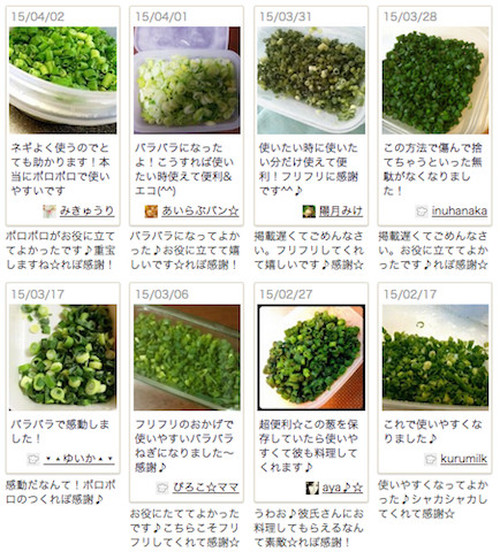 15/04/02
ネギよく使うのでと
ても助かります!本
当にポロポロで使い
やすいです
みきゅうり
ポロポロがお役に立て
てよかったです♪重宝
しますね☆れぽ感謝!
15/04/01
パラパラになった
よ!こうすれば使い
たい時使えて便利&
エコ(^^)
あいらぶパン☆
パラパラになってよかっ
た♪お役に立てて嬉
しいです☆れぽ感謝!
15/03/31
使いたい時に使いた
い分だけ使えて便
利!フリフリに感謝
です^^♪
陽月みけ
掲載遅くてごめんなさ
い。フリフリしてくれ
て嬉しいです♪感謝☆
15/03/28
この方法で傷んで捨
てちゃうといった無
駄がなくなりまし
た!
inuhanaka
掲載遅くてごめんなさ
い。お役に立ててよかっ
たです♪れぽ感謝☆
15/03/17
パラパラで感動しま
した!
▼▲ゆいか▲▼
感動だなんて!ポロポ
ロのつくれぽ感謝♪
15/03/06
フリフリのおかげで
使いやすいパラパラ
ねぎになりました〜
感謝♪
ぴろこ☆ママ
お役にたててよかった
です♪こちらこそフリ
フリしてくれて感謝☆
15/02/27
超便利☆この葱を保
存していたら使いや
すくて彼も料理して
くれます♪
aya♪☆
うわお♪彼氏さんにお
料理してもらえるなん
て素敵☆れぽ感謝!
15/02/17
これで使いやすくな
りました♪
kurumilk
使いやすくなってよか
った♪シャカシャカし
てくれて感謝☆